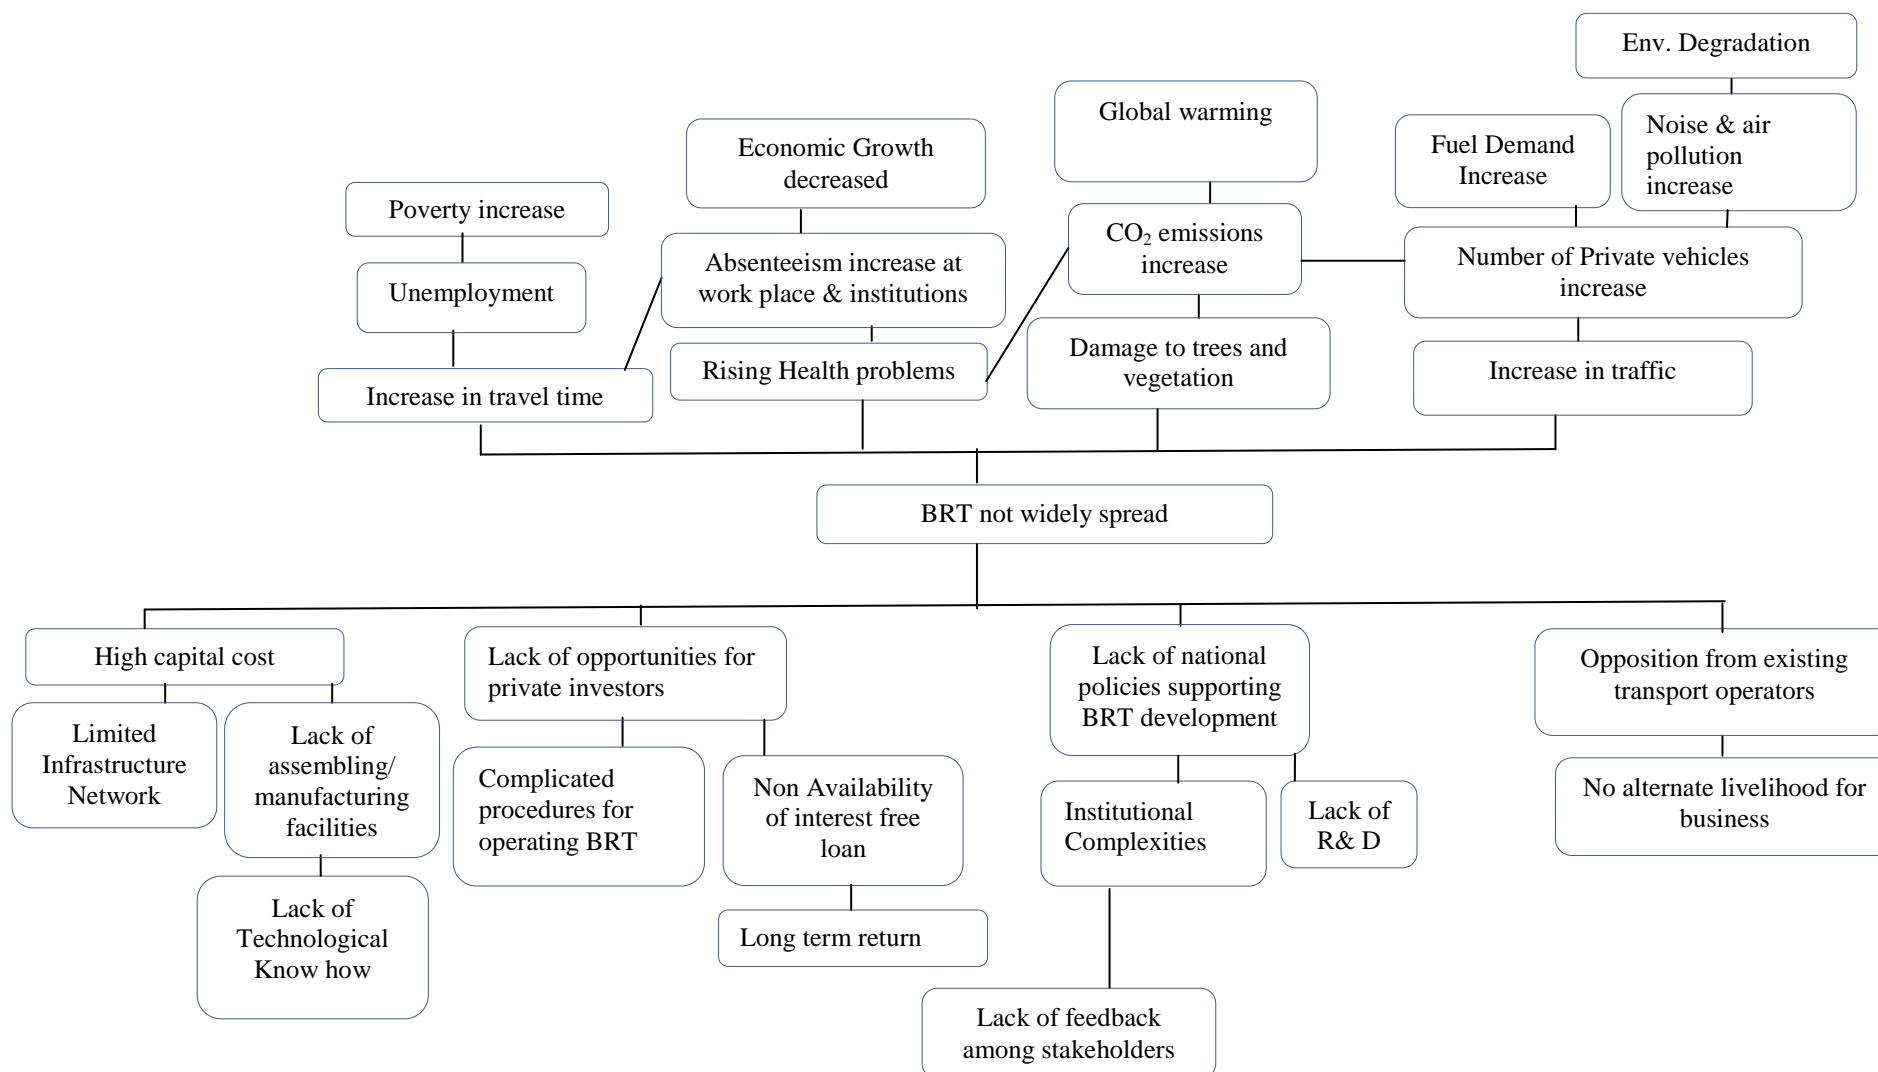 Env. Degradation
Global warming
Noise & air
pollution
increase
Fuel Demand
Increase
Economic Growth
decreased
Poverty increase
CO₂ emissions
increase
Number of Private vehicles
increase
Absenteeism increase at
work place & institutions
Unemployment
Damage to trees and
vegetation
Increase in traffic
Rising Health problems
Increase in travel time
BRT not widely spread
High capital cost
Lack of opportunities for
private investors
Lack of national
policies supporting
BRT development
Opposition from existing
transport operators
Limited
Infrastructure
Network
Lack of
assembling/
manufacturing
facilities
Complicated
procedures for
operating BRT
Non Availability
of interest free
loan
Institutional
Complexities
Lack of
R& D
No alternate livelihood for
business
Lack of
Technological
Know how
Long term return
Lack of feedback
among stakeholders